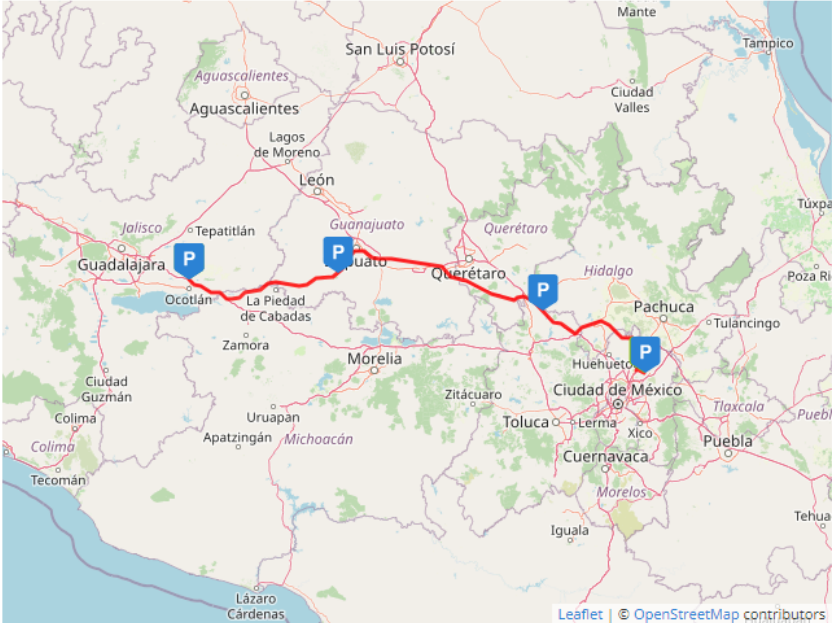 Mante
San Luis Potosí
Tampico
Aguascalientes
Ciudad
Valles
Aguascalientes
Lagos
de Moreno
León
Túxpa
Jalisco
Tepatitlán
Guanajuato
Querétaro
P
P
Guadalajara
Querétaro
Hidalgo
Poza Ri
P
Ocotlán
La Piedad
de Cabadas
Pachuca
Tulancingo
Zamora
P
Morelia
Huehueto
Ciudad
Guzmán
Zitácuaro
Ciudad de México
Tlaxcala
Colima
Uruapan
Toluca
Lerma
Puebl
Apatzingán
Michoacán
Xico
Puebla
Colima
Cuernavaca
Tecomán
Morelos
Tehua
Iguala
Lázaro
Cárdenas
Leaflet | © OpenStreetMap contributors